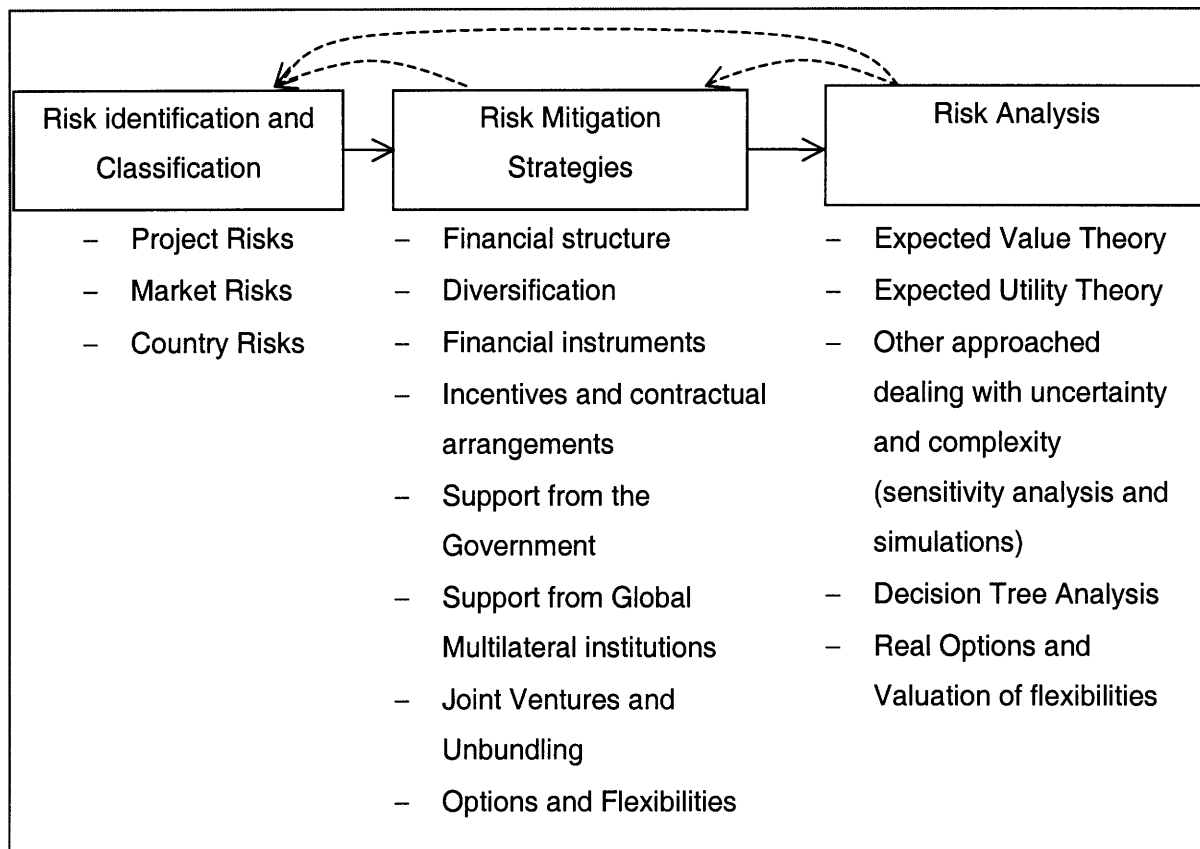 Risk identification and
Classification
– Project Risks
– Market Risks
– Country Risks
Risk Mitigation
Strategies
– Financial structure
– Diversification
– Financial instruments
– Incentives and contractual
arrangements
– Support from the
Government
– Support from Global
Multilateral institutions
– Joint Ventures and
Unbundling
– Options and Flexibilities
Risk Analysis
– Expected Value Theory
– Expected Utility Theory
– Other approached
dealing with uncertainty
and complexity
(sensitivity analysis and
simulations)
– Decision Tree Analysis
– Real Options and
Valuation of flexibilities